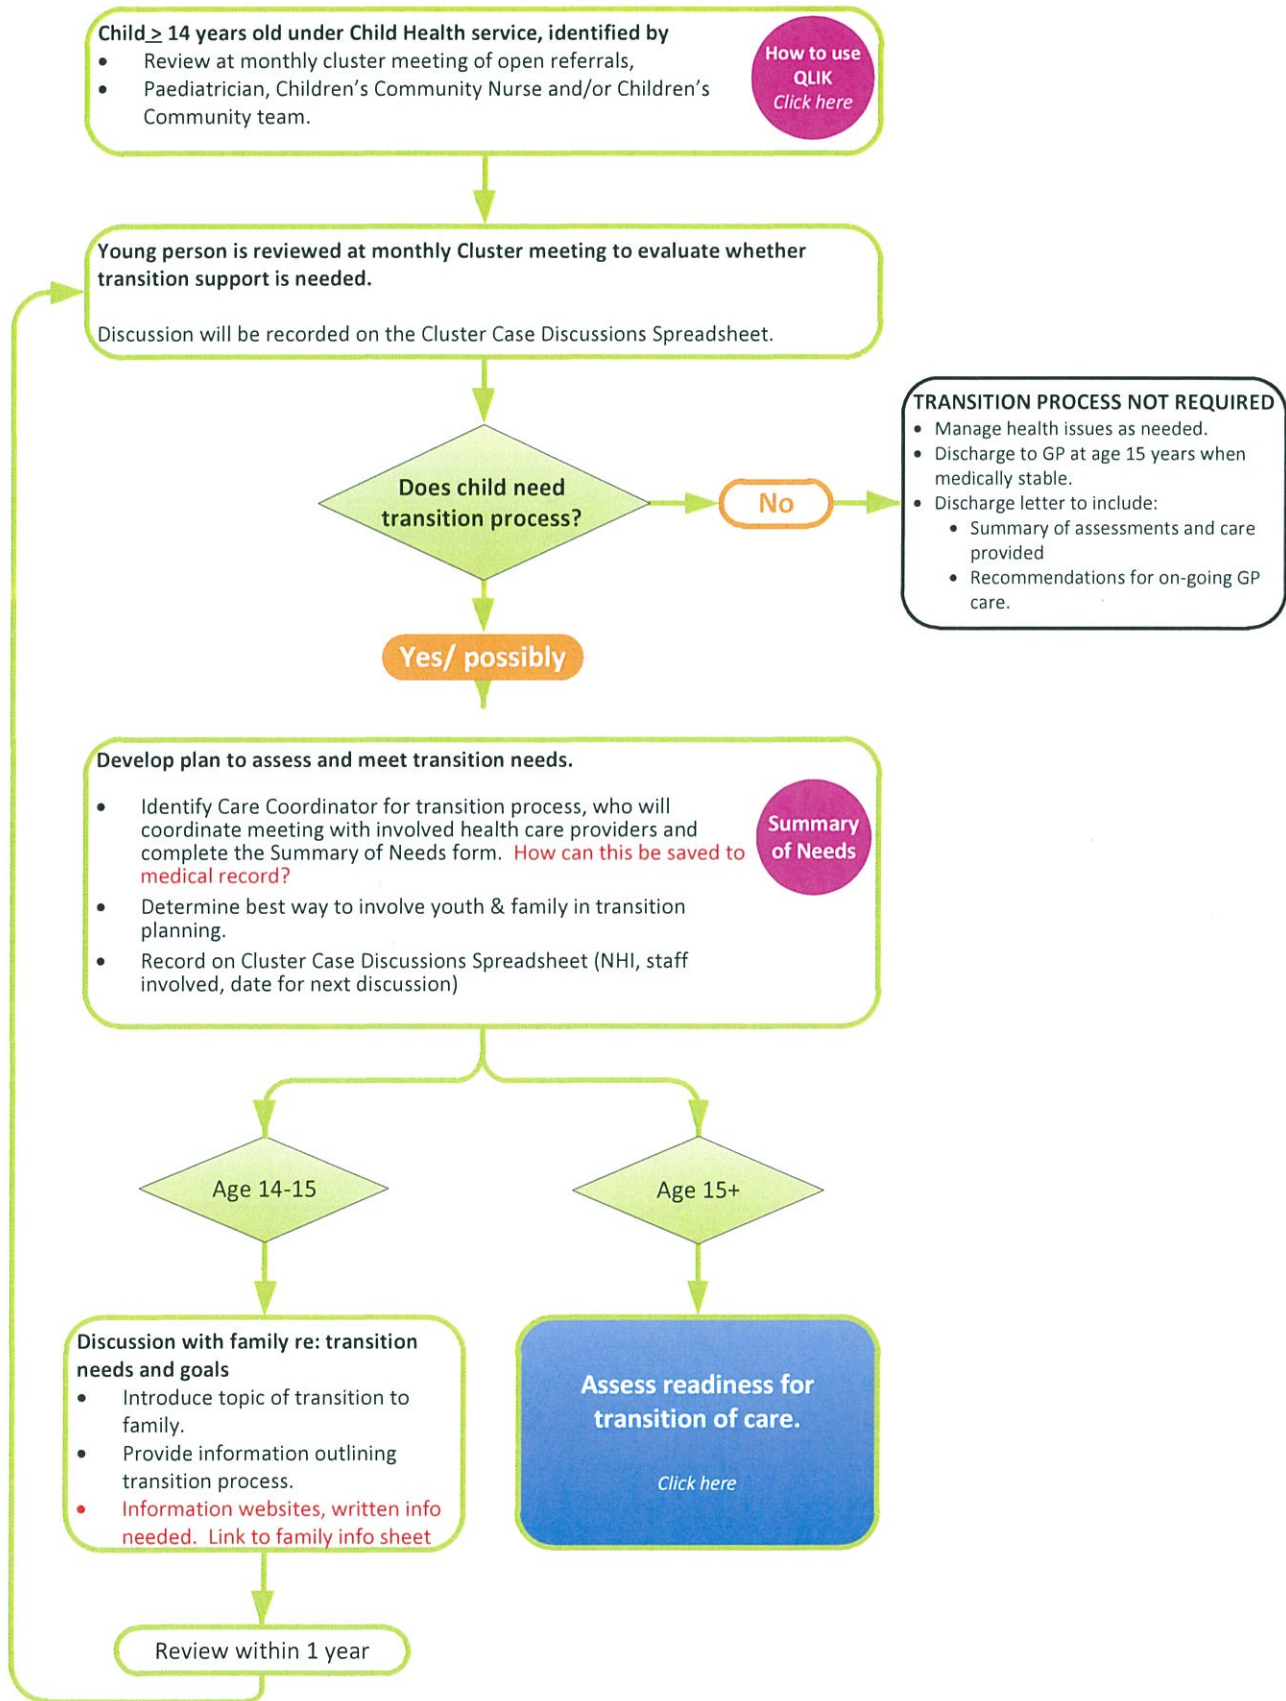 Child ≥ 14 years old under Child Health service, identified by
• Review at monthly cluster meeting of open referrals,
• Paediatrician, Children's Community Nurse and/or Children's
Community team.
How to use
QLIK
Click here
Young person is reviewed at monthly Cluster meeting to evaluate whether
transition support is needed.
Discussion will be recorded on the Cluster Case Discussions Spreadsheet.
Does child need
transition process?
No
TRANSITION PROCESS NOT REQUIRED
• Manage health issues as needed.
• Discharge to GP at age 15 years when
medically stable.
• Discharge letter to include:
• Summary of assessments and care
provided
• Recommendations for on-going GP
care.
Yes/ possibly
Develop plan to assess and meet transition needs.
• Identify Care Coordinator for transition process, who will
coordinate meeting with involved health care providers and
complete the Summary of Needs form. How can this be saved to
medical record?
• Determine best way to involve youth & family in transition
planning.
• Record on Cluster Case Discussions Spreadsheet (NHI, staff
involved, date for next discussion)
Summary
of Needs
Age 14-15
Age 15+
Discussion with family re: transition
needs and goals
• Introduce topic of transition to
family.
• Provide information outlining
transition process.
• Information websites, written info
needed. Link to family info sheet
Assess readiness for
transition of care.
Click here
Review within 1 year